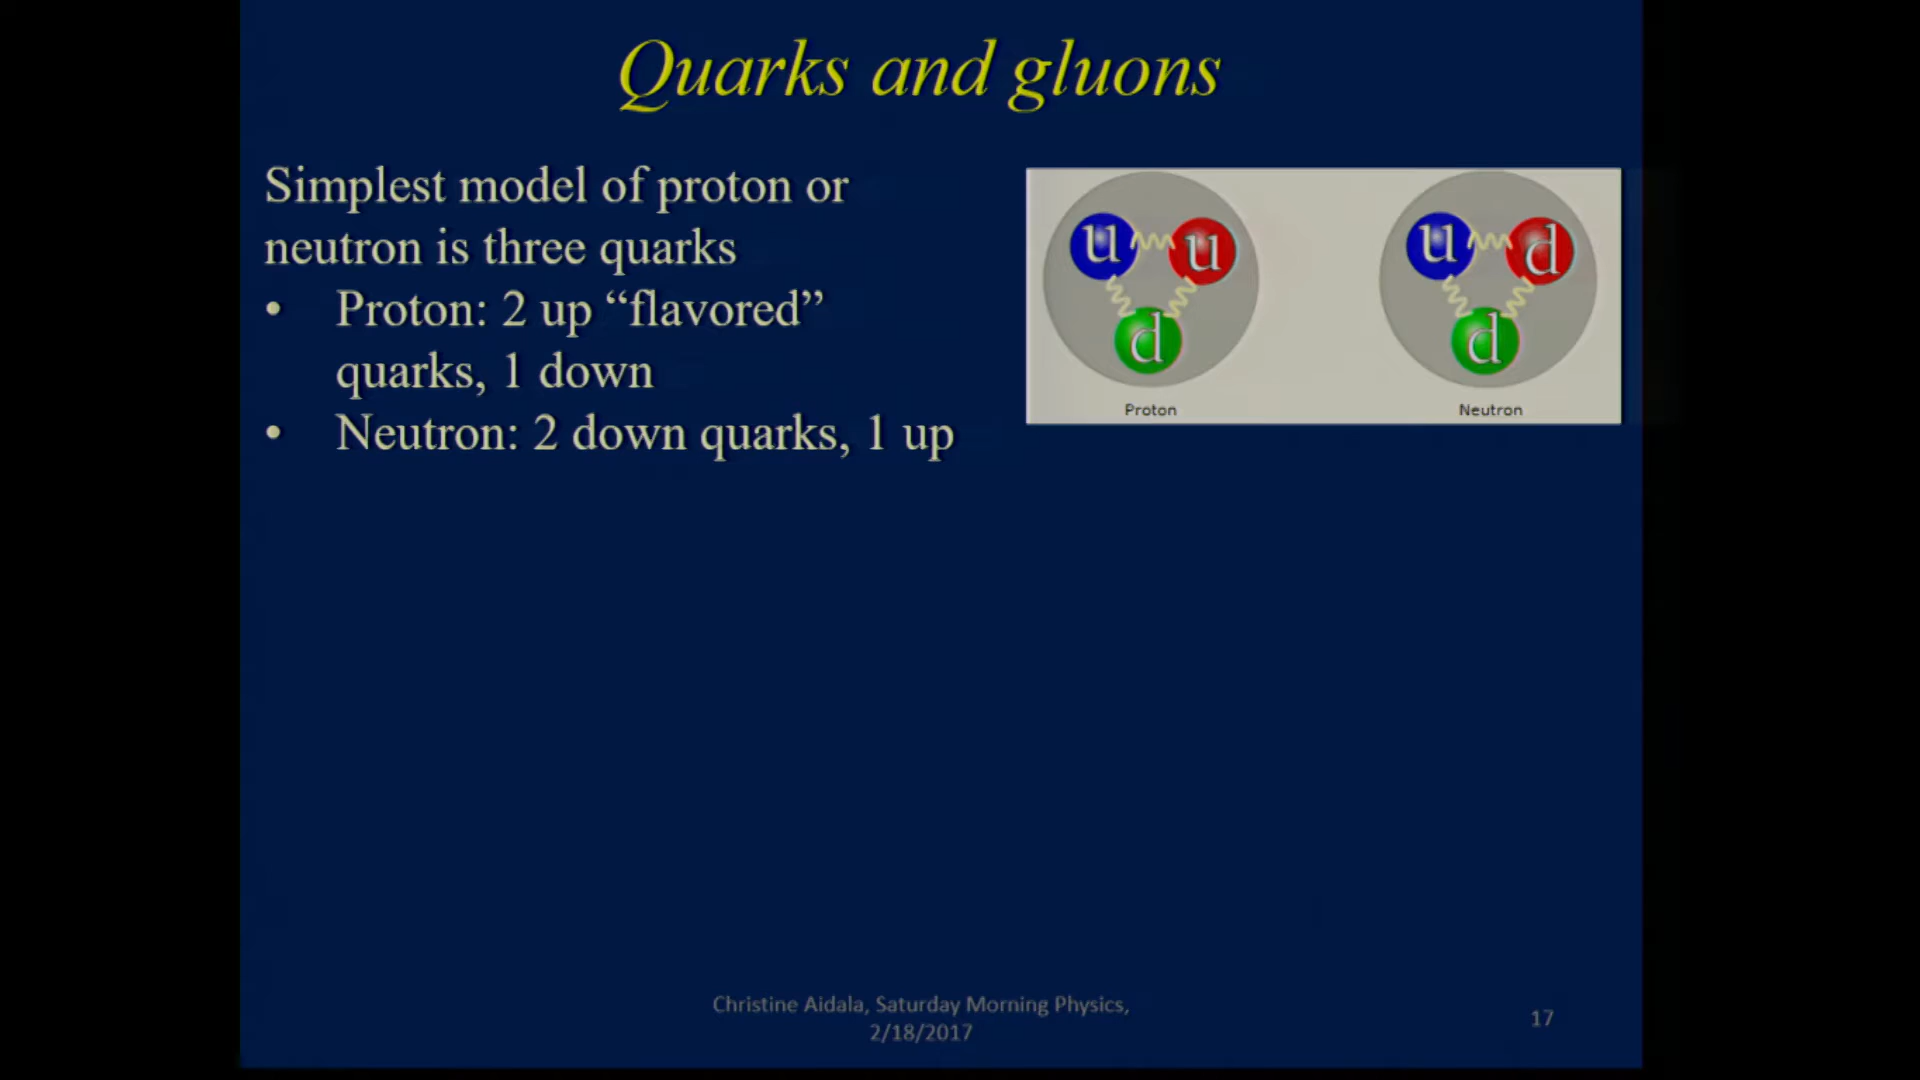 Quarks and gluons
Simplest model of proton or
neutron is three quarks
• Proton: 2 up “flavored”
quarks, 1 down
• Neutron: 2 down quarks, 1 up
u u
d
Proton
u d
d
Neutron
Christine Aidala, Saturday Morning Physics,
2/18/2017
17